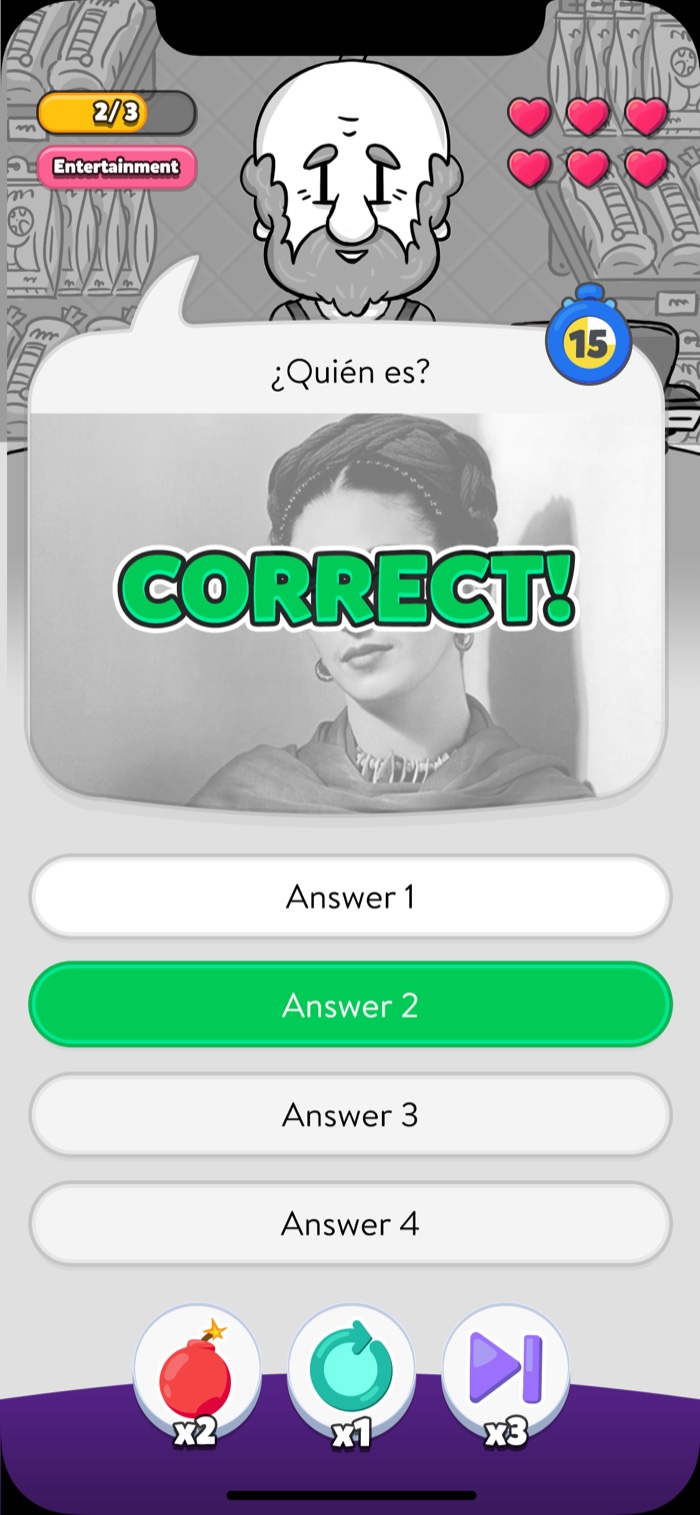 2/3
Entertainment
15
¿Quién es?
CORRECT!
Answer 1
Answer 2
Answer 3
Answer 4
x2
x1
x3